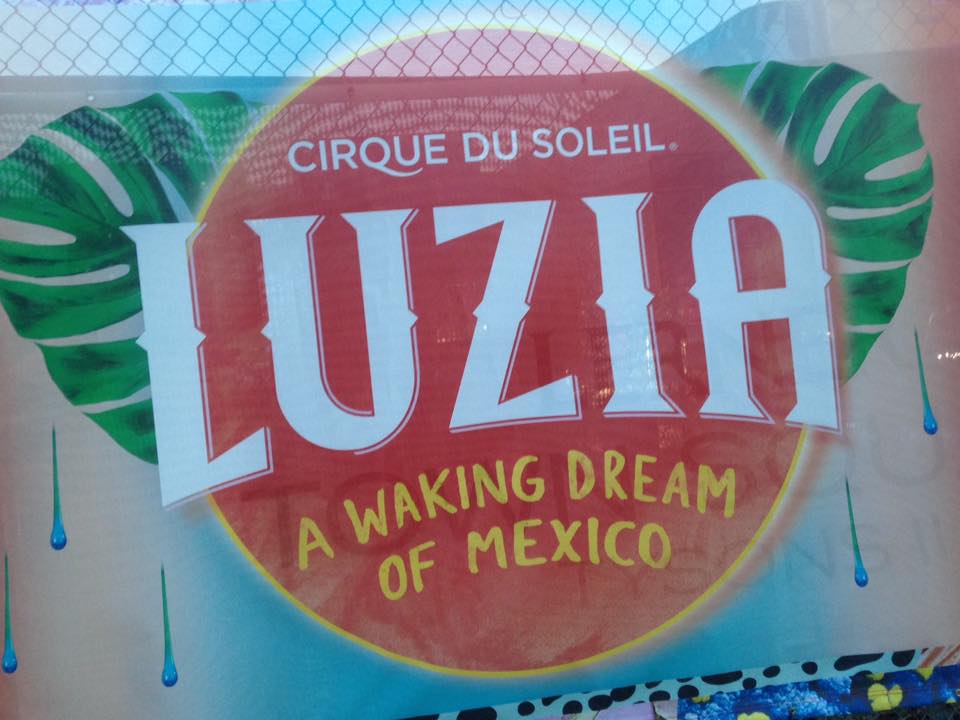 CIRQUE DU SOLEIL®
LUZIA
A WAKING DREAM
OF MEXICO